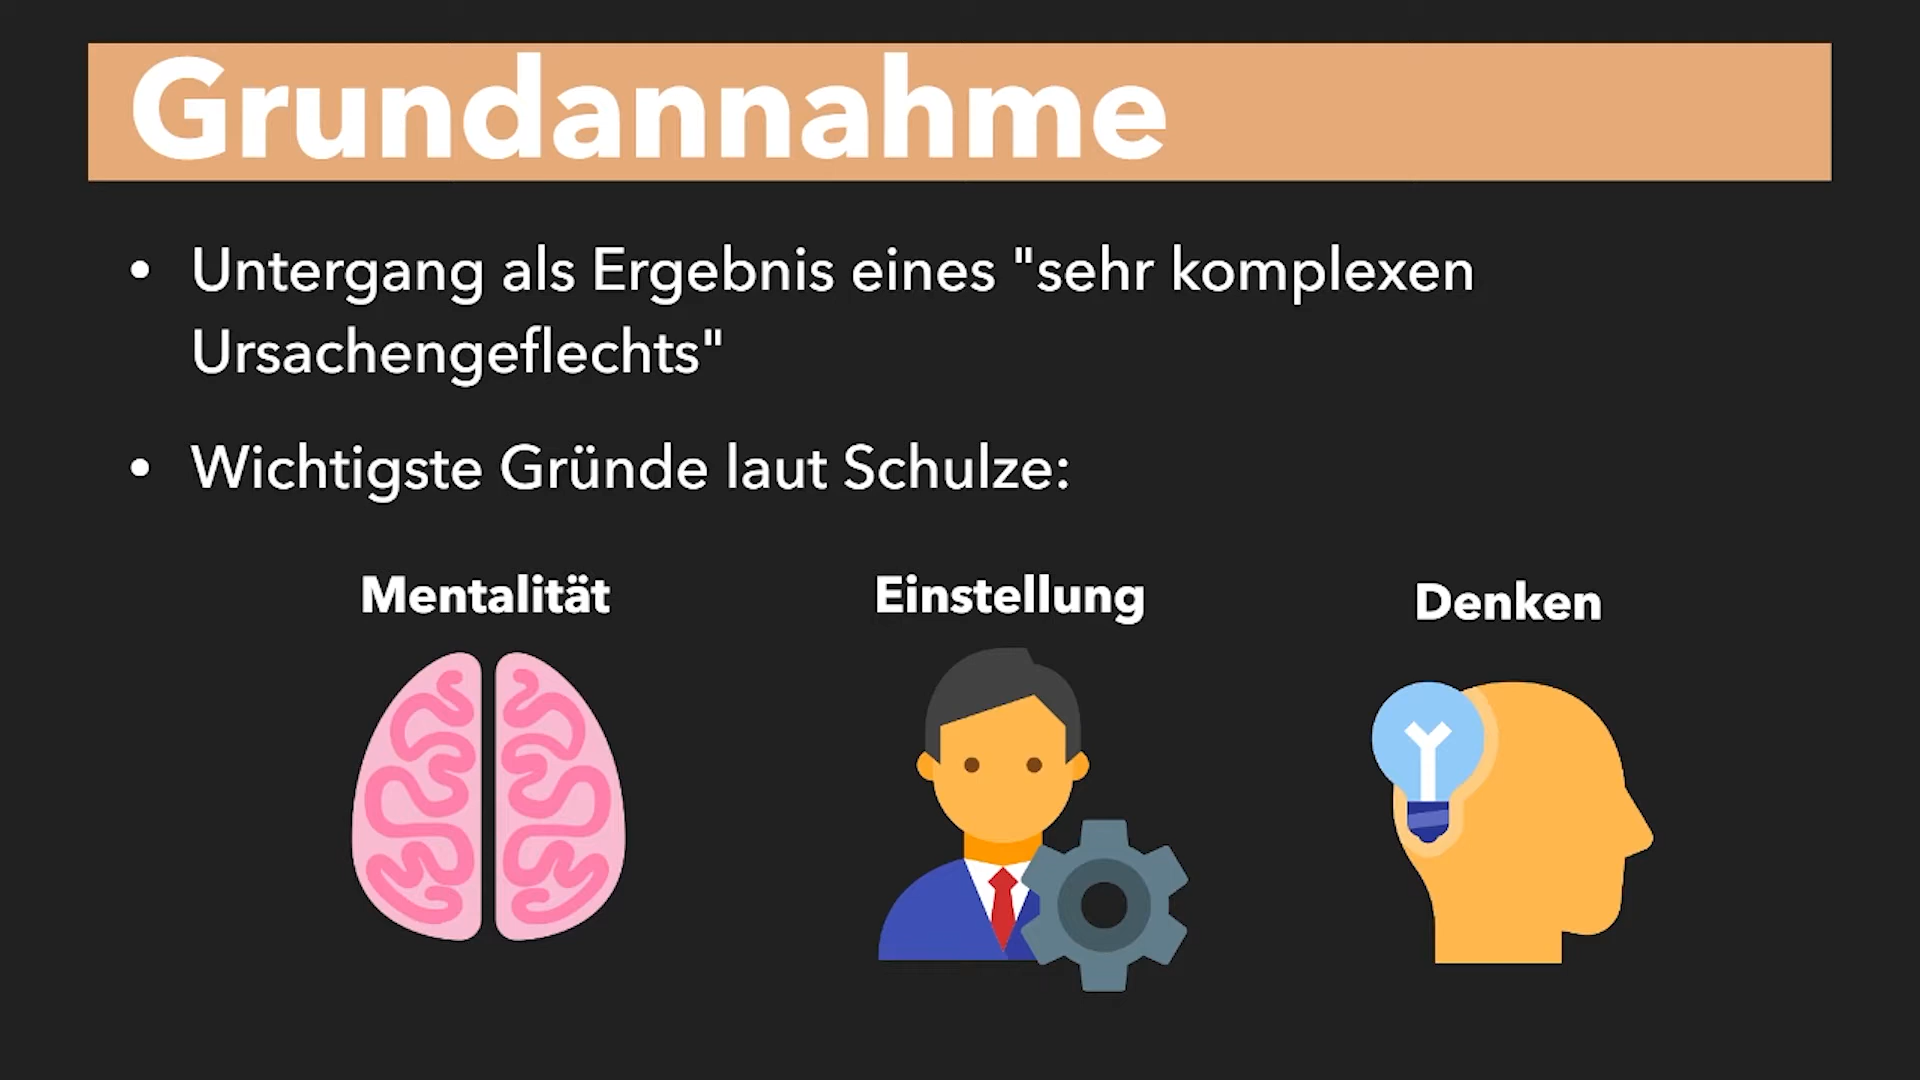 Grundannahme
• Untergang als Ergebnis eines "sehr komplexen
Ursachengeflechts"
• Wichtigste Gründe laut Schulze:
Mentalität
Einstellung
Denken